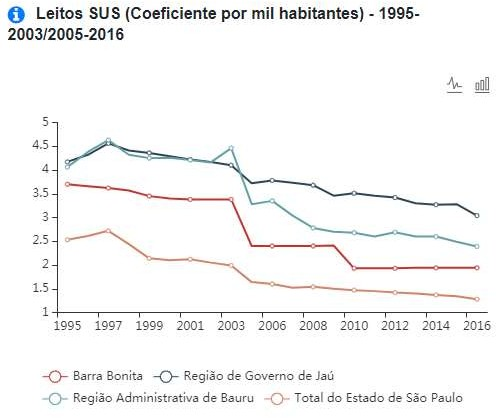 Leitos SUS (Coeficiente por mil habitantes) - 1995-
2003/2005-2016
5
4.5
4
3.5
3
2.5
2
1.5
1
1995 1997 1999 2001 2003 2006 2008 2010 2012 2014 2016
Barra Bonita Região de Governo de Jaú
Região Administrativa de Bauru Total do Estado de São Paulo